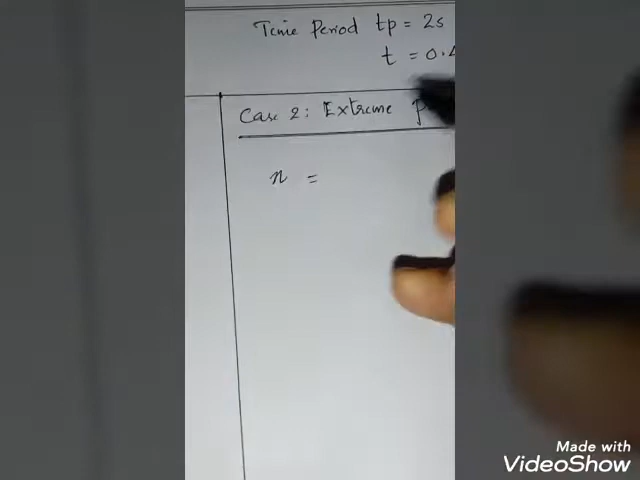 Time Period tp = 2s
t = 0.4
Case 2: Extreme
x =
Made with
VideoShow